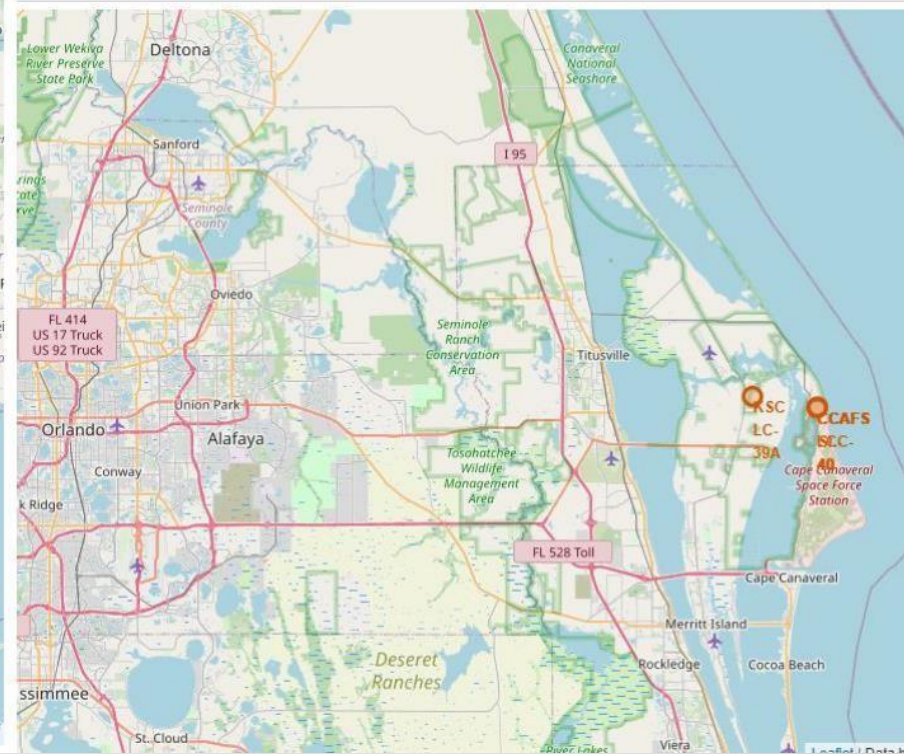 Lower Wekiva
River Preserve
State Park
Deltona
Canaveral
National
Seashore
Sanford
I 95
Seminole
County
Oviedo
FL 414
US 17 Truck
US 92 Truck
Seminole
Ranch
Conservation
Area
Titusville
Union Park
Orlando
Alafaya
KSC
LC-
39A
CCAFS
Conway
Tosohatchee
Wildlife
Management
Area
Cape Canaveral
Space Force
Station
k Ridge
FL 528 Toll
Cape Canaveral
Merritt Island
Deseret
Ranches
Rockledge
Cocoa Beach
ssimmee
St. Cloud
River Lakes
Viera
Leaflet | Data b